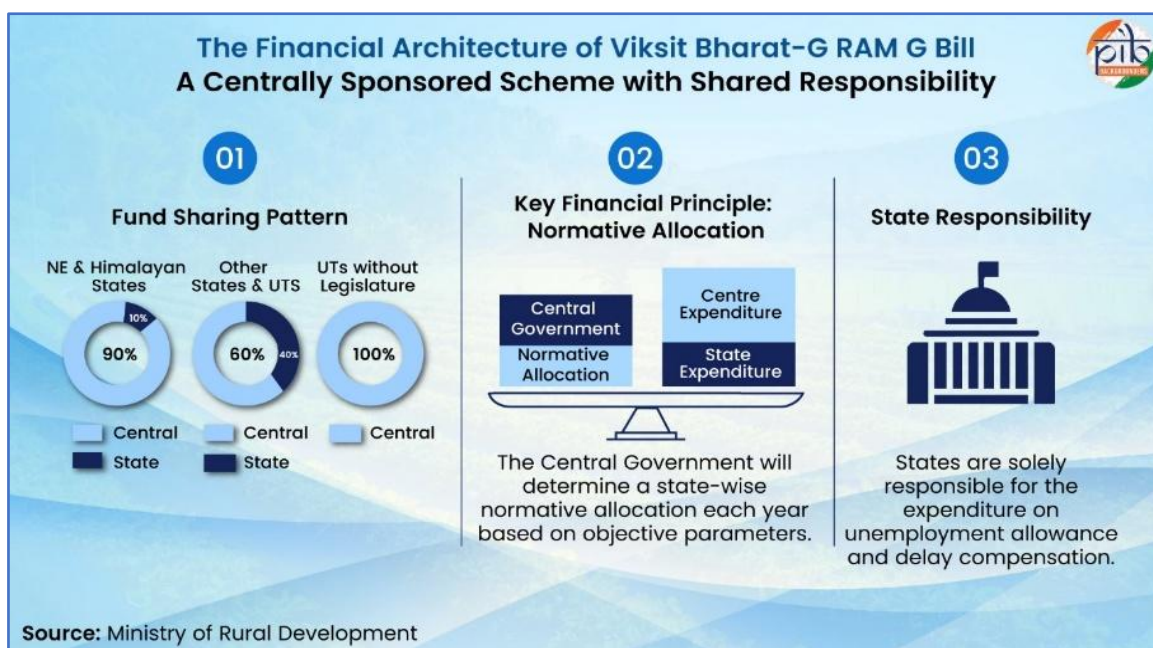 The Financial Architecture of Viksit Bharat-G RAM G Bill
A Centrally Sponsored Scheme with Shared Responsibility
pib
BACKGROUNDERS
01
Fund Sharing Pattern
NE & Himalayan
States
10%
90%
Central
State
Other
States & UTS
60%
40%
Central
State
UTs without
Legislature
100%
Central
02
Key Financial Principle:
Normative Allocation
Central
Government
Normative
Allocation
Centre
Expenditure
State
Expenditure
The Central Government will
determine a state-wise
normative allocation each year
based on objective parameters.
03
State Responsibility
States are solely
responsible for the
expenditure on
unemployment allowance
and delay compensation.
Source: Ministry of Rural Development